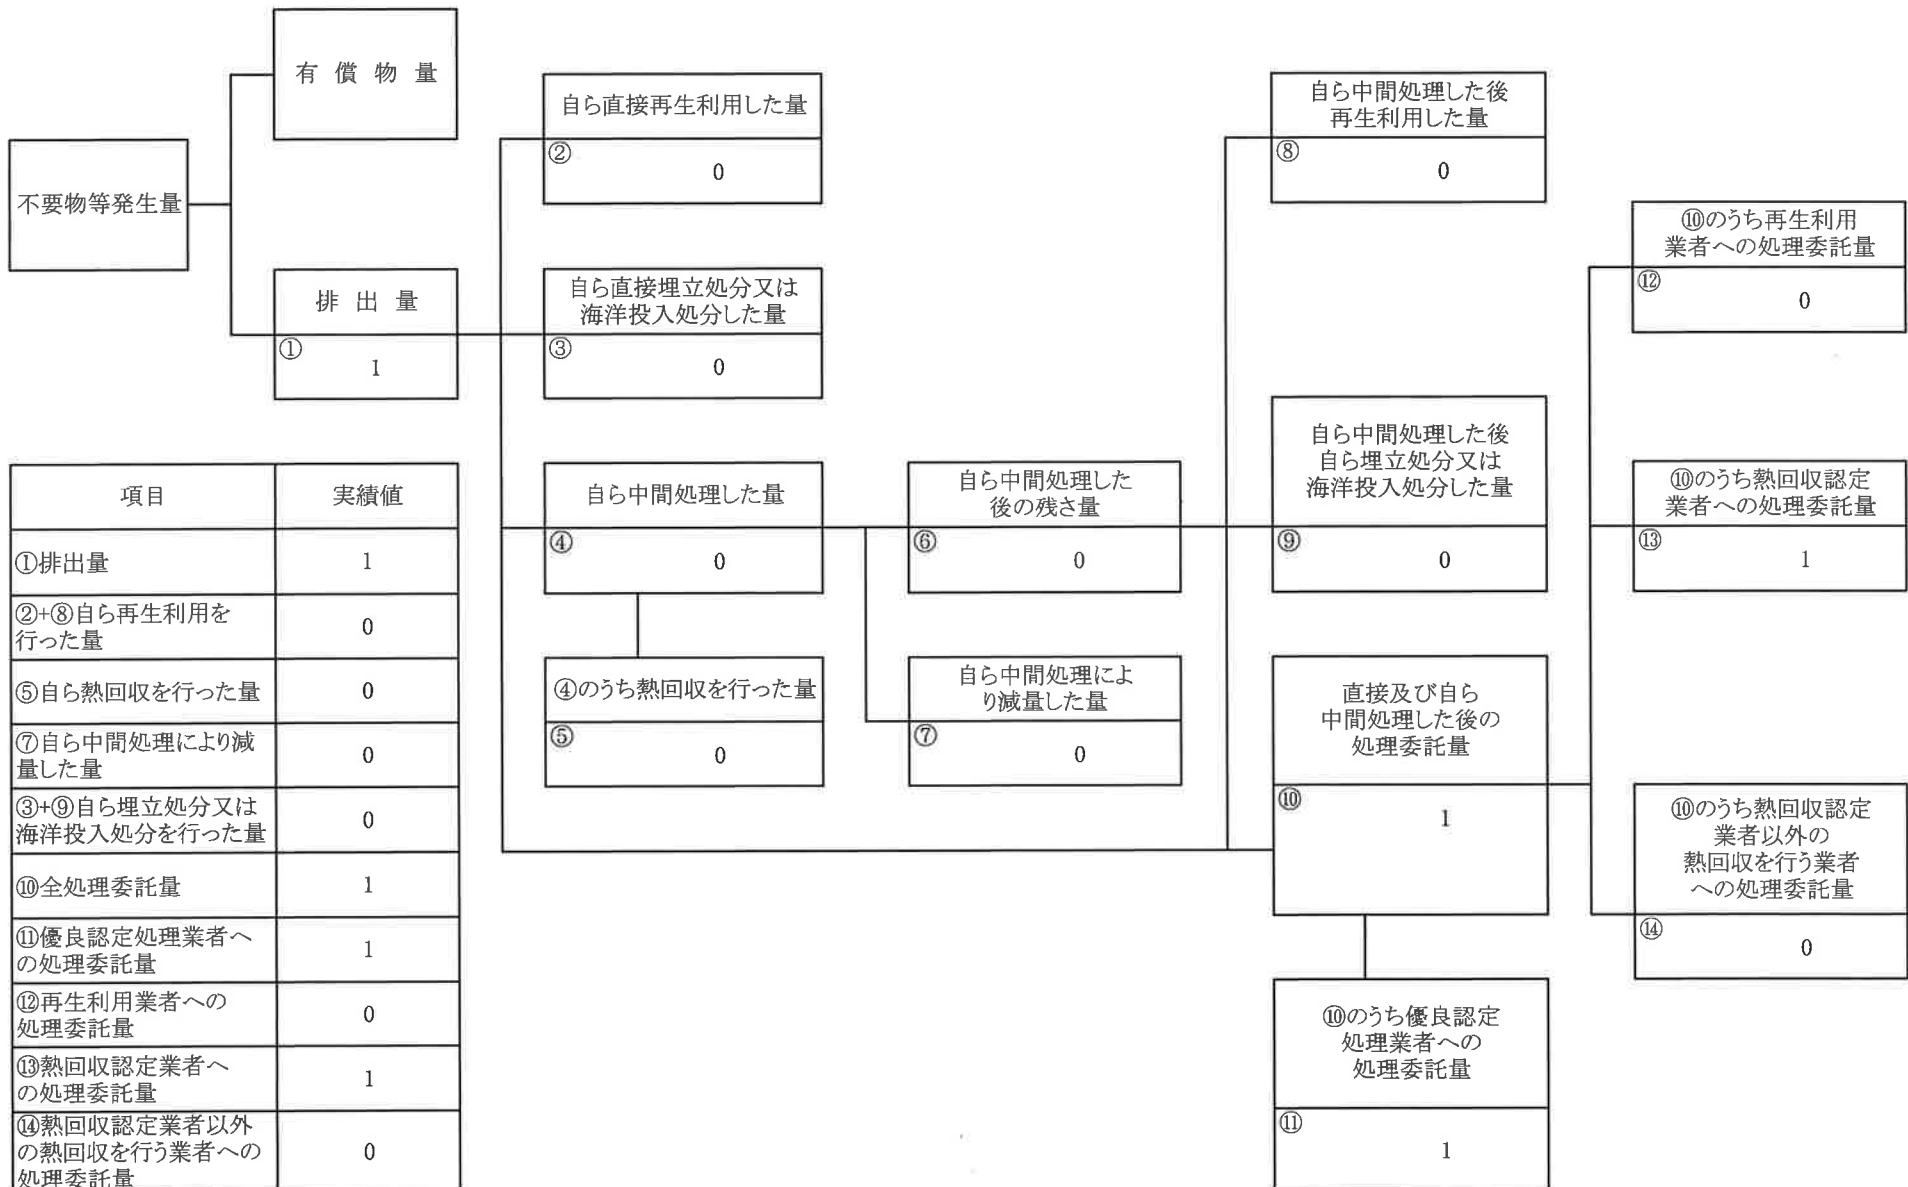 有償物量
不要物等発生量
排出量
①
1
自ら直接再生利用した量
②
0
自ら直接埋立処分又は
海洋投入処分した量
③
0
自ら中間処理した量
④
0
④のうち熱回収を行った量
⑤
0
自ら中間処理した
後の残さ量
⑥
0
自ら中間処理によ
り減量した量
⑦
0
自ら中間処理した後
再生利用した量
⑧
0
自ら中間処理した後
自ら埋立処分又は
海洋投入処分した量
⑨
0
直接及び自ら
中間処理した後の
処理委託量
⑩
1
⑩のうち優良認定
処理業者への
処理委託量
⑪
1
⑩のうち再生利用
業者への処理委託量
⑫
0
⑩のうち熱回収認定
業者への処理委託量
⑬
1
⑩のうち熱回収認定
業者以外の
熱回収を行う業者
への処理委託量
⑭
0
項目 実績値
①排出量 1
②+⑧自ら再生利用を
行った量 0
⑤自ら熱回収を行った量 0
⑦自ら中間処理により減
量した量 0
③+⑨自ら埋立処分又は
海洋投入処分を行った量 0
⑩全処理委託量 1
⑪優良認定処理業者へ
の処理委託量 1
⑫再生利用業者への
処理委託量 0
⑬熱回収認定業者へ
の処理委託量 1
⑭熱回収認定業者以外
の熱回収を行う業者への
処理委託量 0